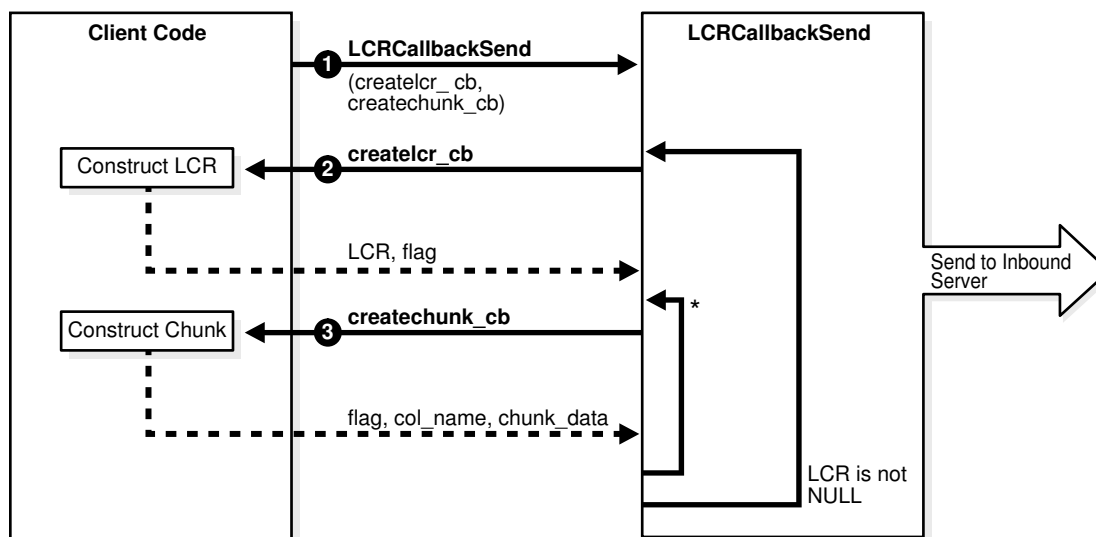 Client Code
LCRCallbackSend
1
LCRCallbackSend
(createlcr_ cb,
createchunk_cb)
2
createlcr_cb
Construct LCR
LCR, flag
Send to Inbound
Server
*
3
createchunk_cb
Construct Chunk
flag, col_name, chunk_data
LCR is not
NULL